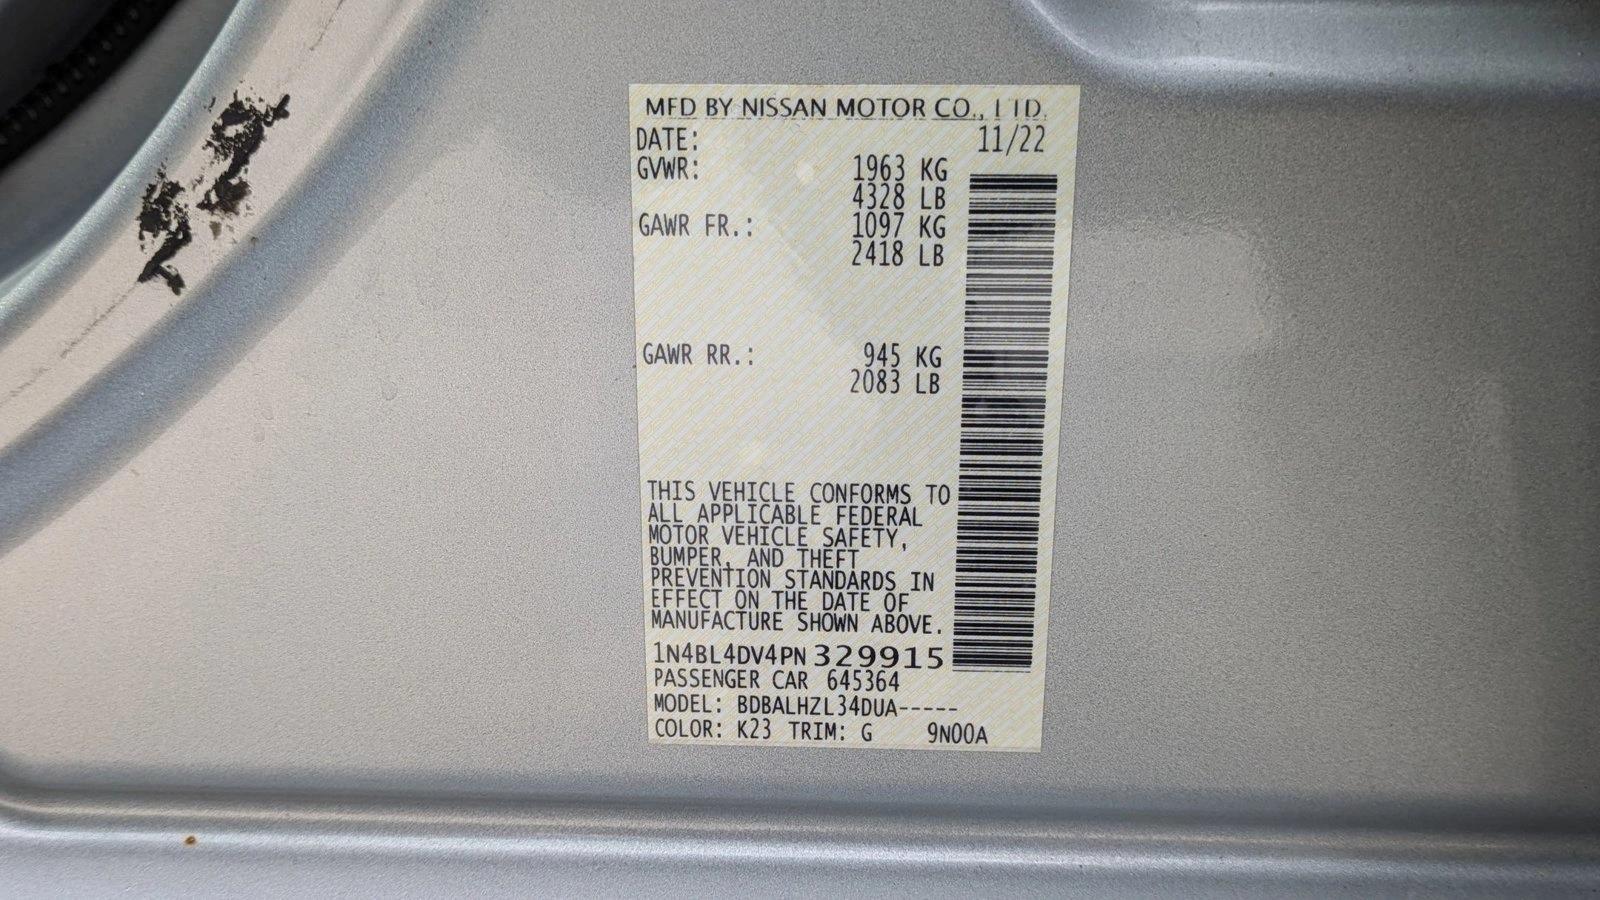 MFD BY NISSAN MOTOR CO., LTD.
DATE: 11/22
GVWR: 1963 KG
4328 LB
GAWR FR.: 1097 KG
2418 LB
GAWR RR.: 945 KG
2083 LB
THIS VEHICLE CONFORMS TO
ALL APPLICABLE FEDERAL
MOTOR VEHICLE SAFETY,
BUMPER, AND THEFT
PREVENTION STANDARDS IN
EFFECT ON THE DATE OF
MANUFACTURE SHOWN ABOVE.
1N4BL4DV4PN329915
PASSENGER CAR 645364
MODEL: BDBALHZL34DUA-----
COLOR: K23 TRIM: G 9N00A